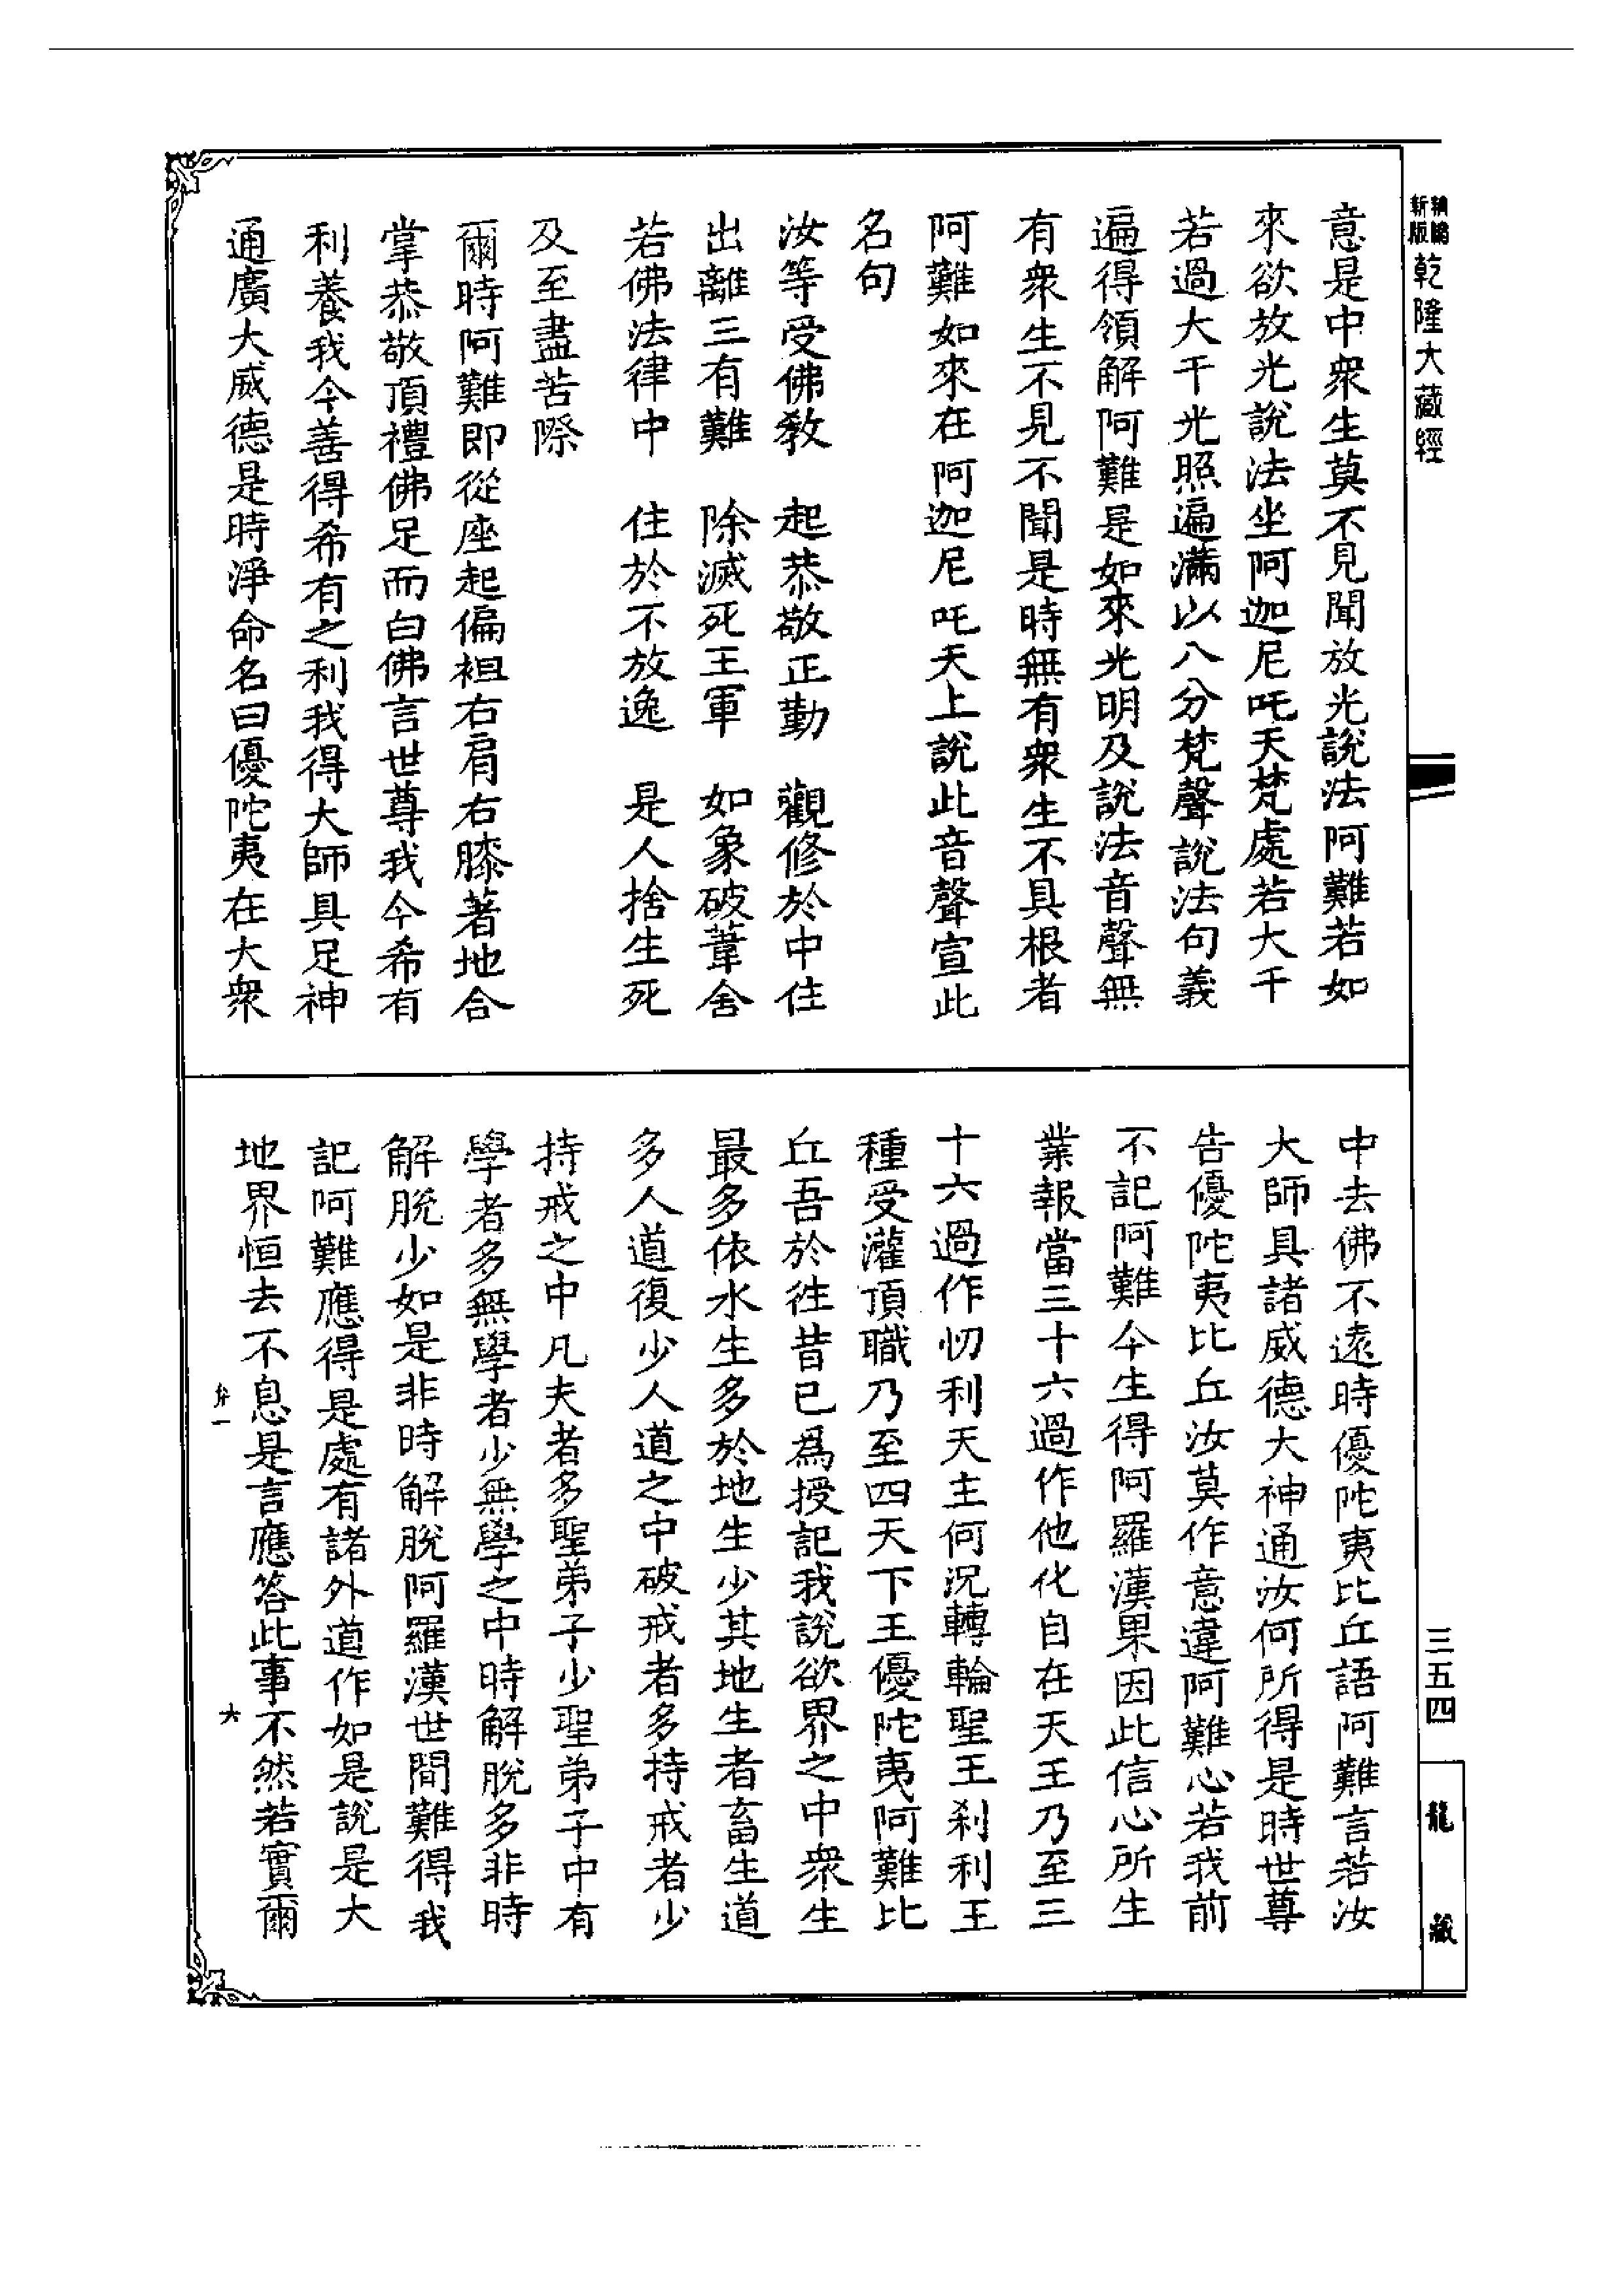 新版
乾隆大藏經
意是中衆生莫不見聞放光說法阿難若如
來欲放光說法坐阿迦尼吒天梵處若大千
若過大千光照遍滿以八分梵聲說法句義
遍得領解阿難是如來光明及說法音聲無
有衆生不見不聞是時無有衆生不具根者
阿難如來在阿迦尼吒天上說此音聲宣此
名句
汝等受佛教　起恭敬正勤　觀修於中住
出離三有難　除滅死王軍　如象破葦舍
若佛法律中　住於不放逸　是人捨生死
及至盡苦際
爾時阿難即從座起偏袒右肩右膝著地合
掌恭敬頂禮佛足而白佛言世尊我今希有
利養我今善得希有之利我得大師具足神
通廣大威德是時淨命名曰優陀夷在大衆
中去佛不遠時優陀夷比丘語阿難言若汝
大師具諸威德大神通汝何所得是時世尊
告優陀夷比丘汝莫作意違阿難心若我前
不記阿難今生得阿羅漢果因此信心所生
業報當三十六過作他化自在天王乃至三
十六過作忉利天主何況轉輪聖王刹利王
種受灌頂職乃至四天下王優陀夷阿難比
丘吾於往昔已爲授記我說欲界之中衆生
最多依水生多於地生少其地生者畜生道
多人道復少人道之中破戒者多持戒者少
持戒之中凡夫者多聖弟子少聖弟子中有
學者多無學者少無學之中時解脫多非時
解脫少如是非時解脫阿羅漢世間難得我
記阿難應得是處有諸外道作如是說是大
地界恒去不息是言應答此事不然若實爾
弁一
六
三五四
龍
藏